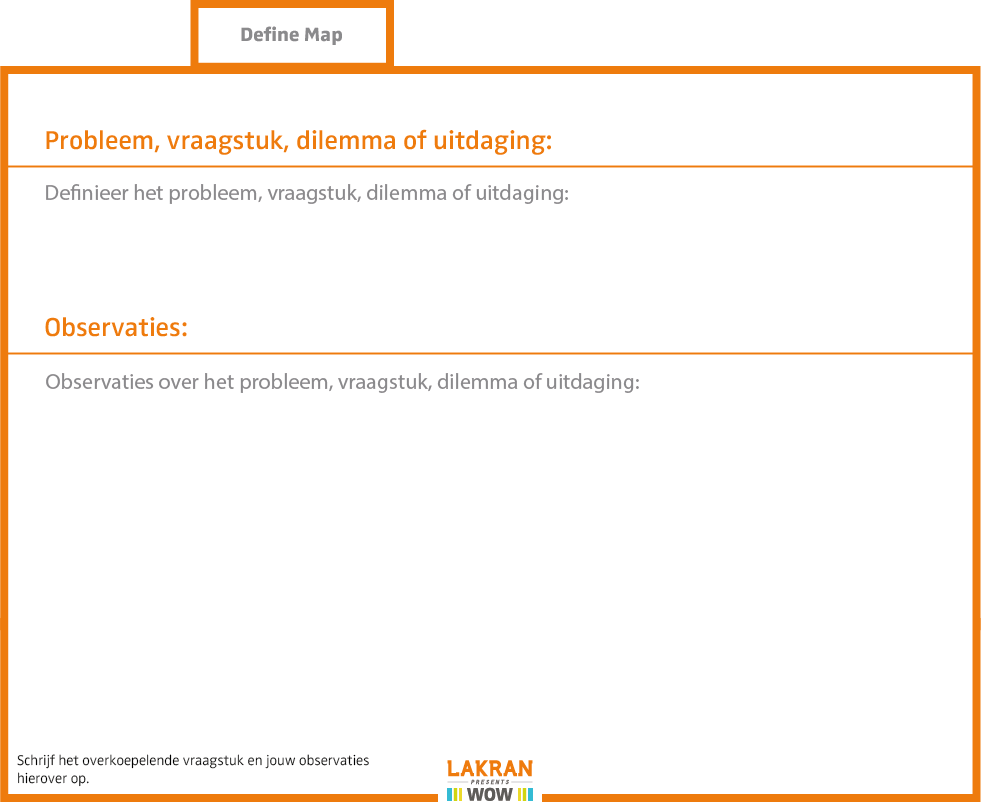 Define Map
Probleem, vraagstuk, dilemma of uitdaging:
Definieer het probleem, vraagstuk, dilemma of uitdaging:
Observaties:
Observaties over het probleem, vraagstuk, dilemma of uitdaging:
Schrijf het overkoepelende vraagstuk en jouw observaties
hierover op.
LAKRAN
PRESENTS
WOW